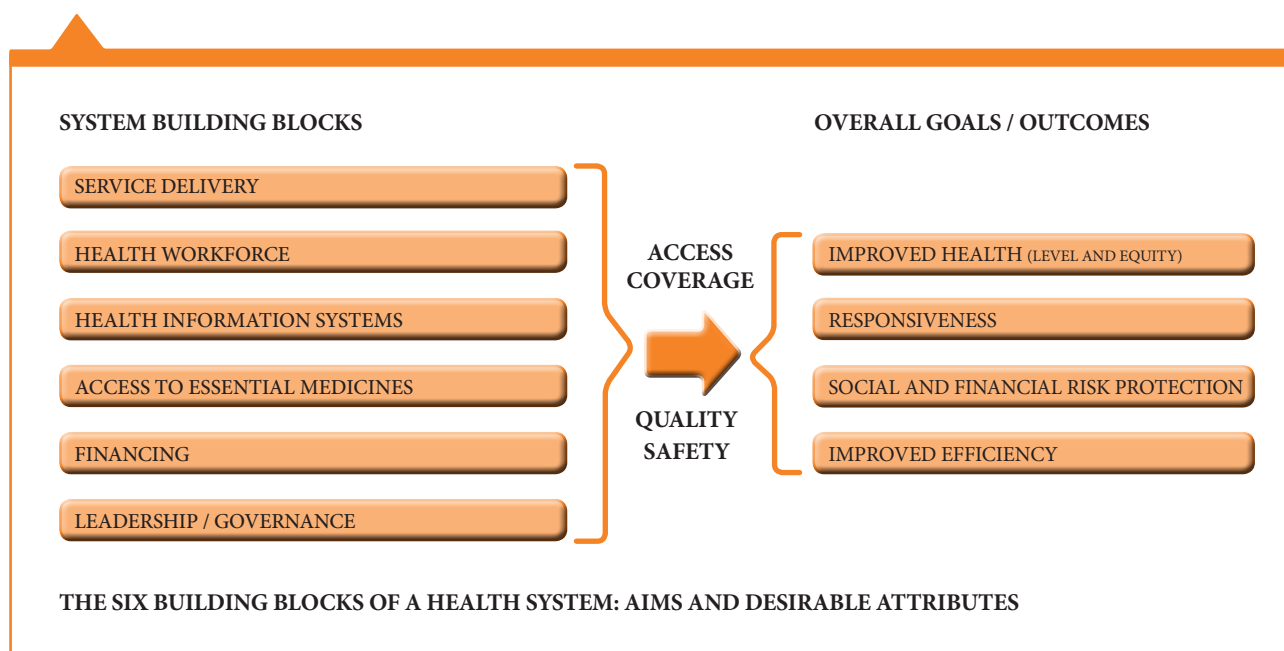 SYSTEM BUILDING BLOCKS
SERVICE DELIVERY
HEALTH WORKFORCE
HEALTH INFORMATION SYSTEMS
ACCESS TO ESSENTIAL MEDICINES
FINANCING
LEADERSHIP / GOVERNANCE
ACCESS
COVERAGE
QUALITY
SAFETY
OVERALL GOALS / OUTCOMES
IMPROVED HEALTH (LEVEL AND EQUITY)
RESPONSIVENESS
SOCIAL AND FINANCIAL RISK PROTECTION
IMPROVED EFFICIENCY
THE SIX BUILDING BLOCKS OF A HEALTH SYSTEM: AIMS AND DESIRABLE ATTRIBUTES